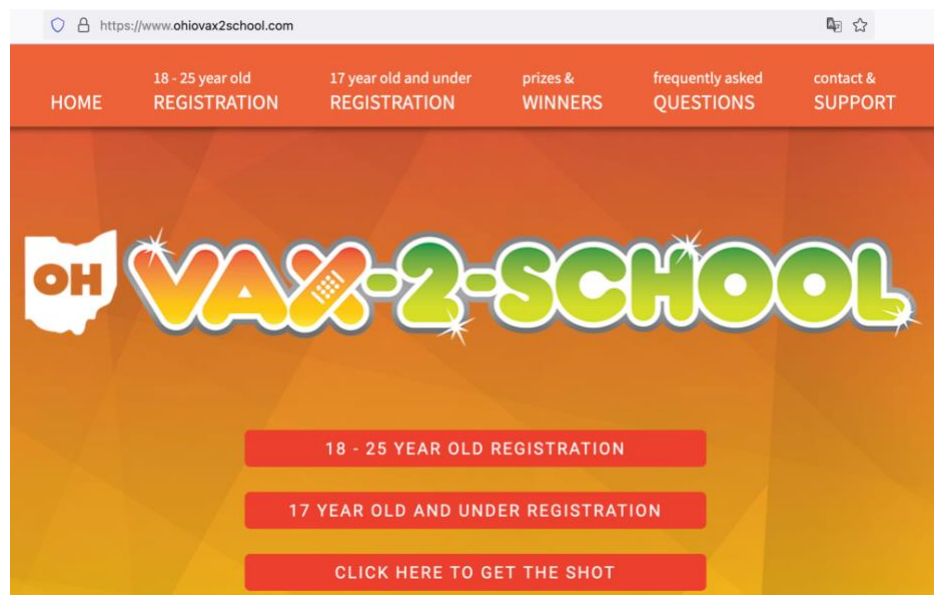 https://www.ohiovax2school.com
HOME
18 - 25 year old
REGISTRATION
17 year old and under
REGISTRATION
prizes &
WINNERS
frequently asked
QUESTIONS
contact &
SUPPORT
OH VAX-2-SCHOOL
18 - 25 YEAR OLD REGISTRATION
17 YEAR OLD AND UNDER REGISTRATION
CLICK HERE TO GET THE SHOT